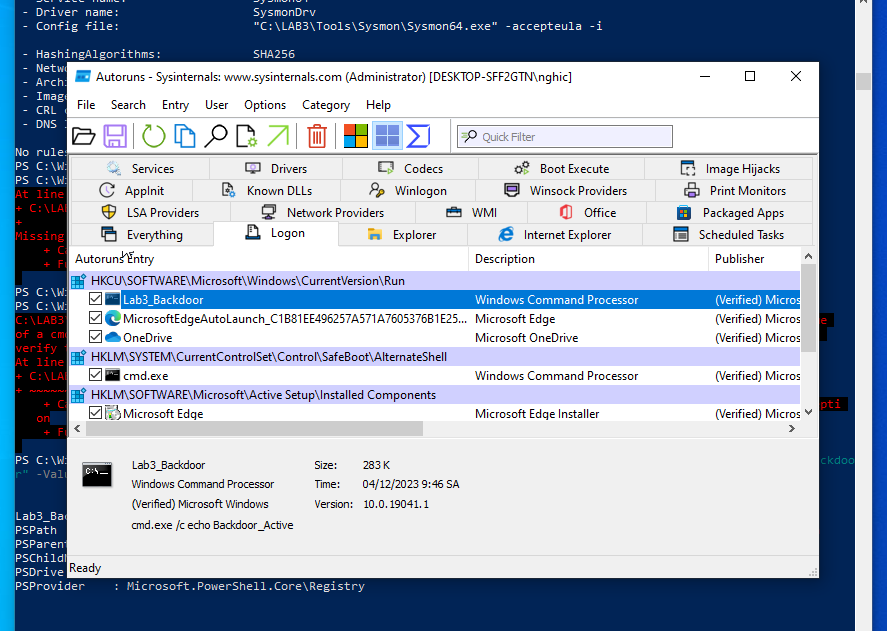 - Driver name: SysmonDrv
- Config file: "C:\LAB3\Tools\Sysmon\Sysmon64.exe" -accepteula -i
- HashingAlgorithms: SHA256
- Netw
- Archi
- Image
- CRL
- DNS
No rules
PS C:\Wi
PS C:\Wi
At line
+ C:\LAB
+
Missing
PS C:\Wi
PS C:\Wi
C:\LAB3
of a cmd
verify
At line
+ C:\LAB
pti
on
PS C:\Wi
ckdoo
r" -Valu
Lab3_Bac
PSPath
PSParent
PSChildN
PSDrive
PSProvider : Microsoft.PowerShell.Core\Registry
Autoruns - Sysinternals: www.sysinternals.com (Administrator) [DESKTOP-SFF2GTN\nghic]
File Search Entry User Options Category Help
Quick Filter
Services Drivers Codecs Boot Execute Image Hijacks
AppInit Known DLLs Winlogon Winsock Providers Print Monitors
LSA Providers Network Providers WMI Office Packaged Apps
Everything Logon Explorer Internet Explorer Scheduled Tasks
Autoruns Entry Description Publisher
HKCU\SOFTWARE\Microsoft\Windows\CurrentVersion\Run
Lab3_Backdoor Windows Command Processor (Verified) Micros
MicrosoftEdgeAutoLaunch_C1B81EE496257A571A7605376B1E25... Microsoft Edge (Verified) Micros
OneDrive Microsoft OneDrive (Verified) Micros
HKLM\SYSTEM\CurrentControlSet\Control\SafeBoot\AlternateShell
cmd.exe Windows Command Processor (Verified) Micros
HKLM\SOFTWARE\Microsoft\Active Setup\Installed Components
Microsoft Edge Microsoft Edge Installer (Verified) Micros
Lab3_Backdoor Size: 283 K
Windows Command Processor Time: 04/12/2023 9:46 SA
(Verified) Microsoft Windows Version: 10.0.19041.1
cmd.exe /c echo Backdoor_Active
Ready